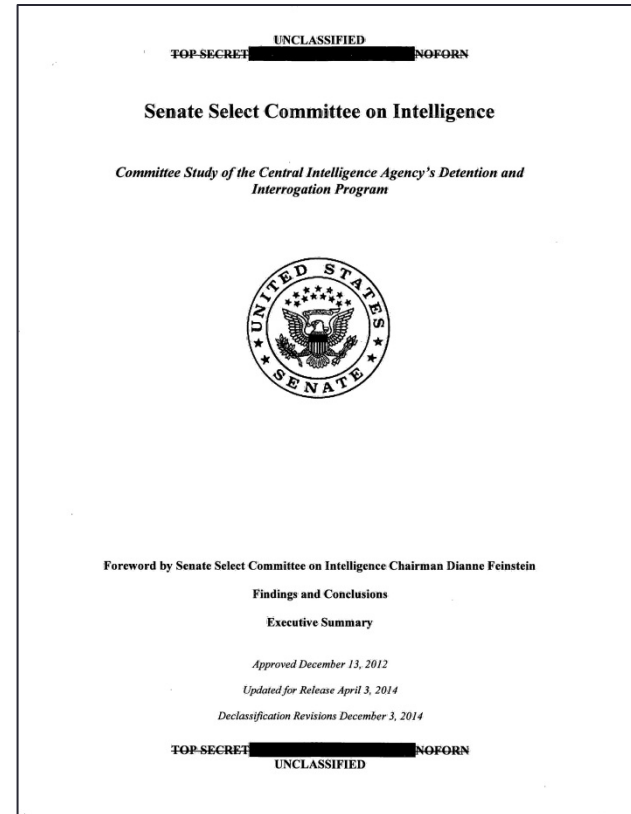 UNCLASSIFIED
TOP SECRET NOFORN
Senate Select Committee on Intelligence
Committee Study of the Central Intelligence Agency's Detention and
Interrogation Program
UNITED STATES
SENATE
Foreword by Senate Select Committee on Intelligence Chairman Dianne Feinstein
Findings and Conclusions
Executive Summary
Approved December 13, 2012
Updated for Release April 3, 2014
Declassification Revisions December 3, 2014
TOP SECRET NOFORN
UNCLASSIFIED